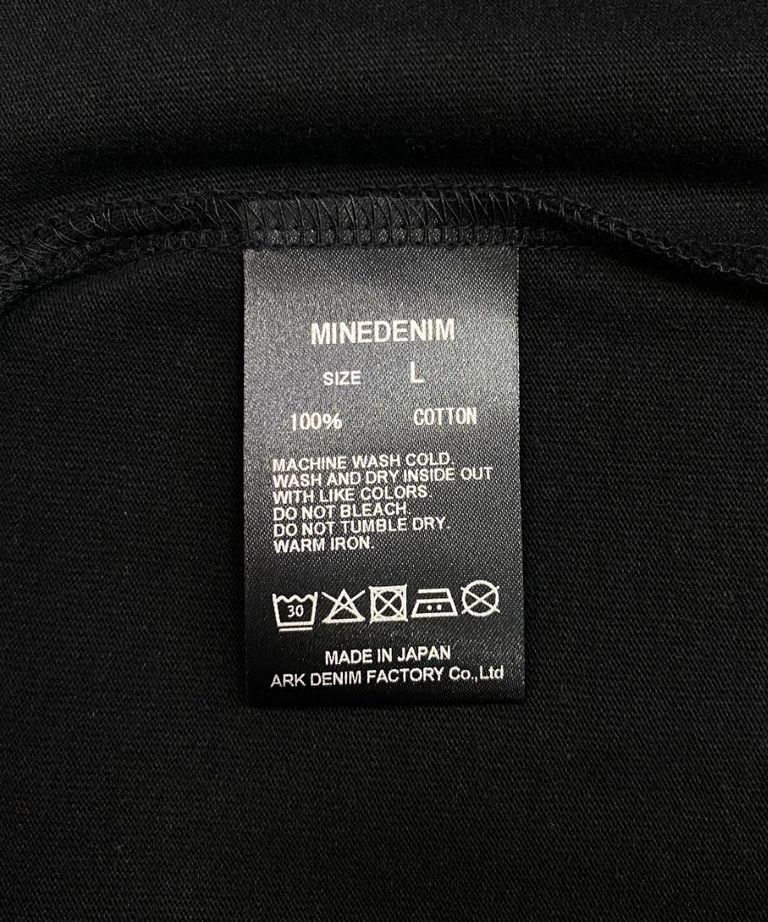 MINEDENIM
SIZE L
100% COTTON
MACHINE WASH COLD.
WASH AND DRY INSIDE OUT
WITH LIKE COLORS.
DO NOT BLEACH.
DO NOT TUMBLE DRY.
WARM IRON.
30
MADE IN JAPAN
ARK DENIM FACTORY Co.,Ltd